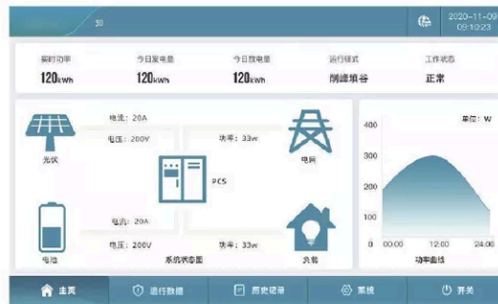 知
2020-11-09
09:10:23
实时功率
今日发电量
今日放电量
运行模式
工作状态
120kWh
120kWh
120kWh
削峰填谷
正常
电流: 20A
电压: 200V
功率: 33w
光伏
电网
PCS
电流: 20A
电压: 200V
功率: 33w
电池
系统状态图
负载
单位: W
400
300
200
100
0
00:00
12:00
24:00
功率曲线
主页
运行数据
历史记录
系统
开关